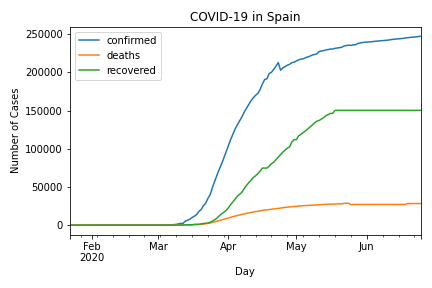 COVID-19 in Spain
confirmed
deaths
recovered
Number of Cases
250000
200000
150000
100000
50000
0
Feb
2020
Mar
Apr
May
Jun
Day